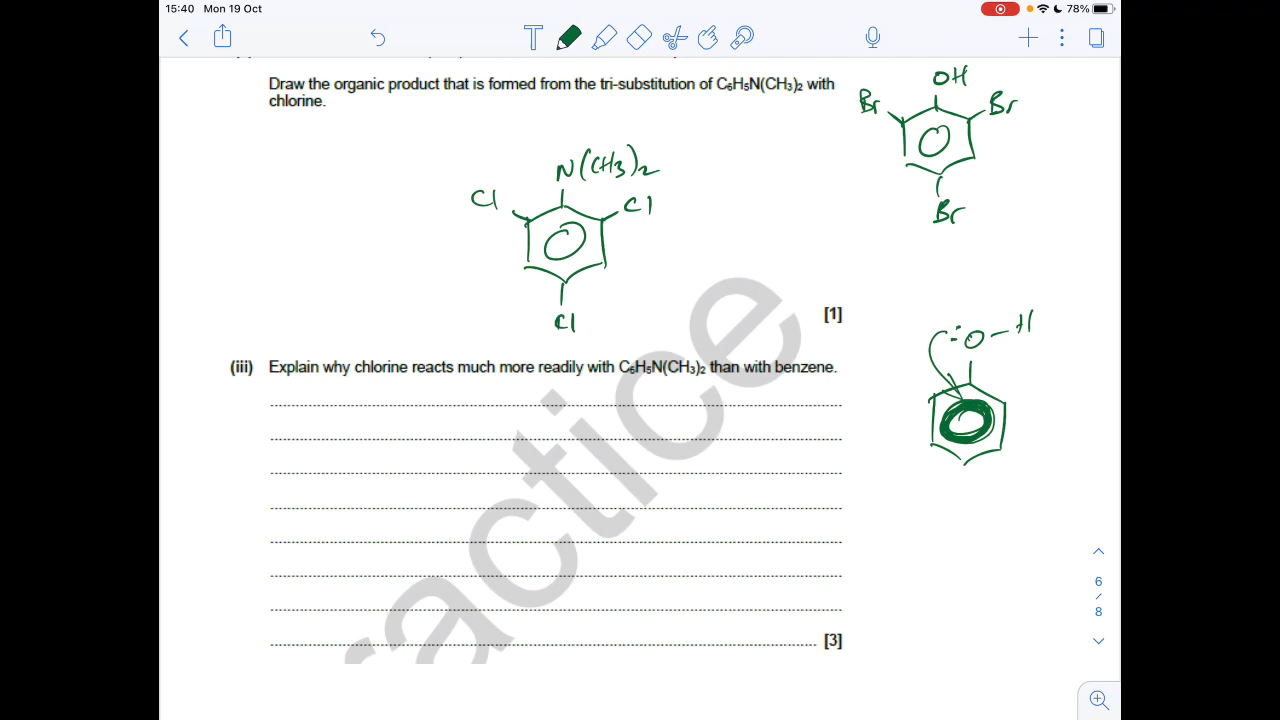 15:40 Mon 19 Oct
78%
T
Draw the organic product that is formed from the tri-substitution of C₆H₅N(CH₃)₂ with
chlorine.
OH
Br
Br
Br
N(CH3)2
Cl
Cl
Cl
[1]
:O-H
(iii) Explain why chlorine reacts much more readily with C₆H₅N(CH₃)₂ than with benzene.
[3]
actice
6
/
8